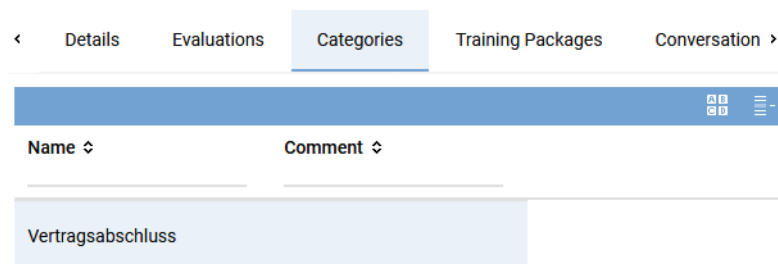 Details Evaluations Categories Training Packages Conversation
A B
C D
Name Comment
Vertragsabschluss